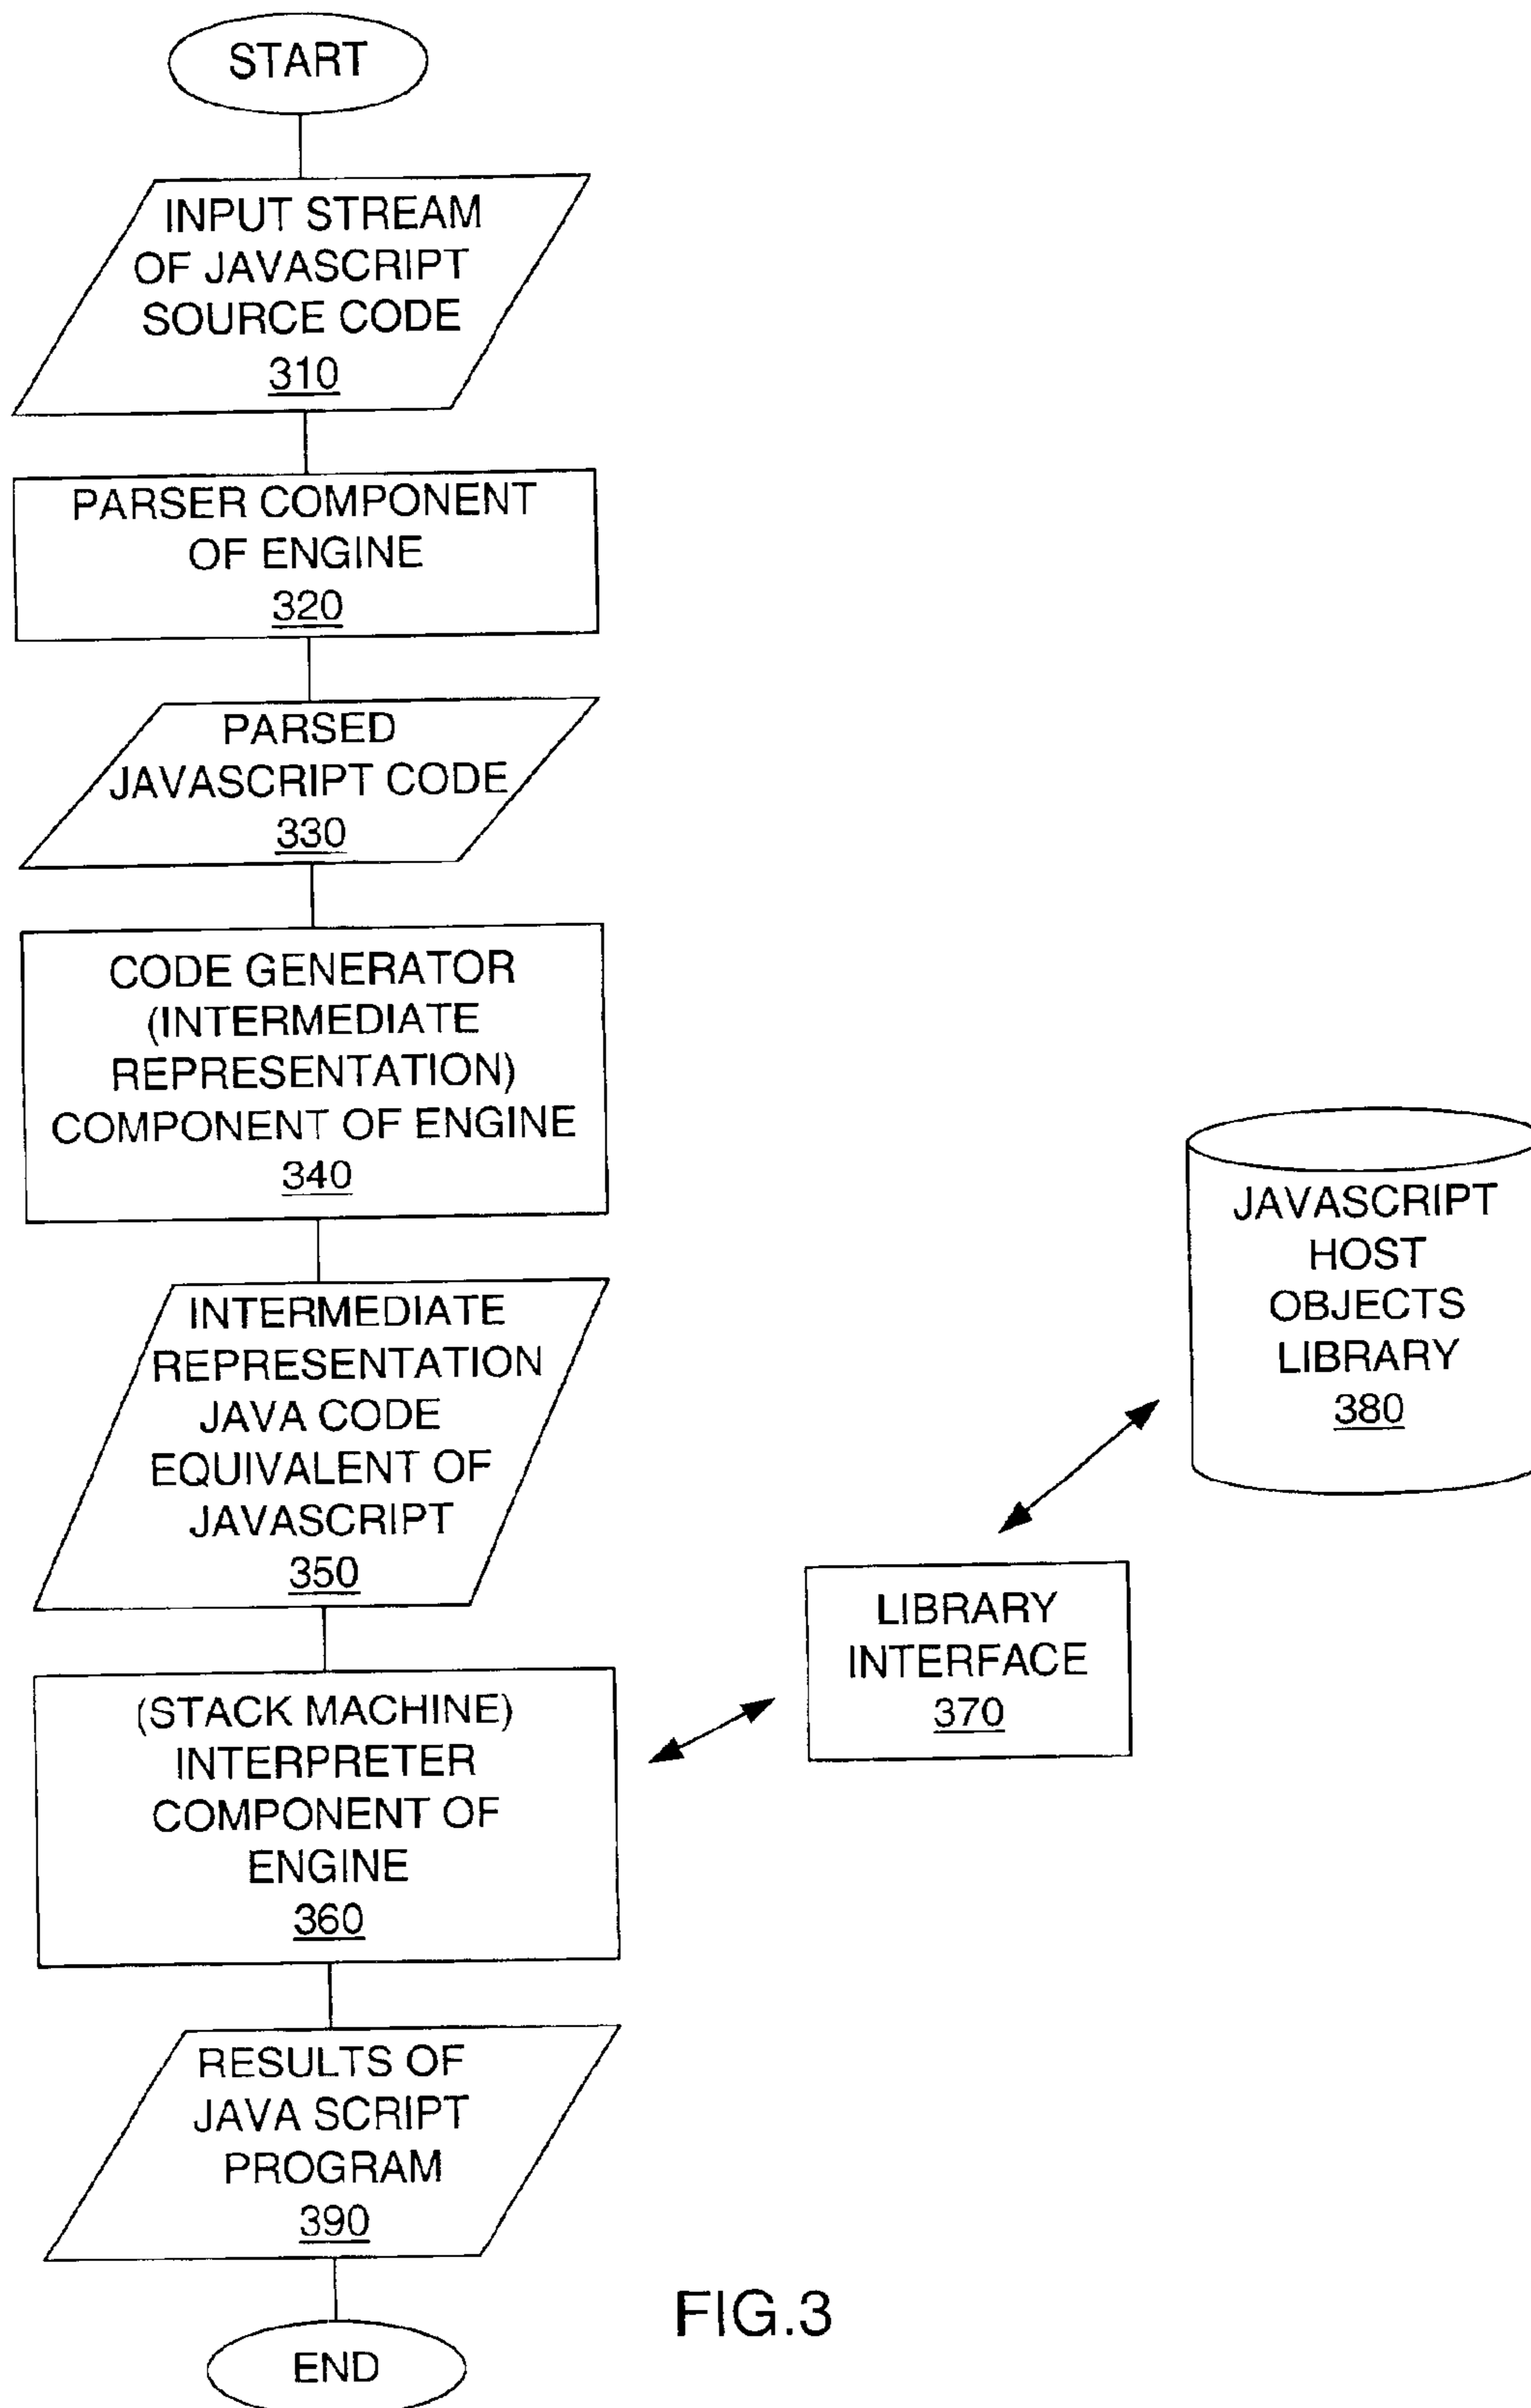 START
INPUT STREAM
OF JAVASCRIPT
SOURCE CODE
310
PARSER COMPONENT
OF ENGINE
320
PARSED
JAVASCRIPT CODE
330
CODE GENERATOR
(INTERMEDIATE
REPRESENTATION)
COMPONENT OF ENGINE
340
INTERMEDIATE
REPRESENTATION
JAVA CODE
EQUIVALENT OF
JAVASCRIPT
350
(STACK MACHINE)
INTERPRETER
COMPONENT OF
ENGINE
360
LIBRARY
INTERFACE
370
JAVASCRIPT
HOST
OBJECTS
LIBRARY
380
RESULTS OF
JAVA SCRIPT
PROGRAM
390
END
FIG.3